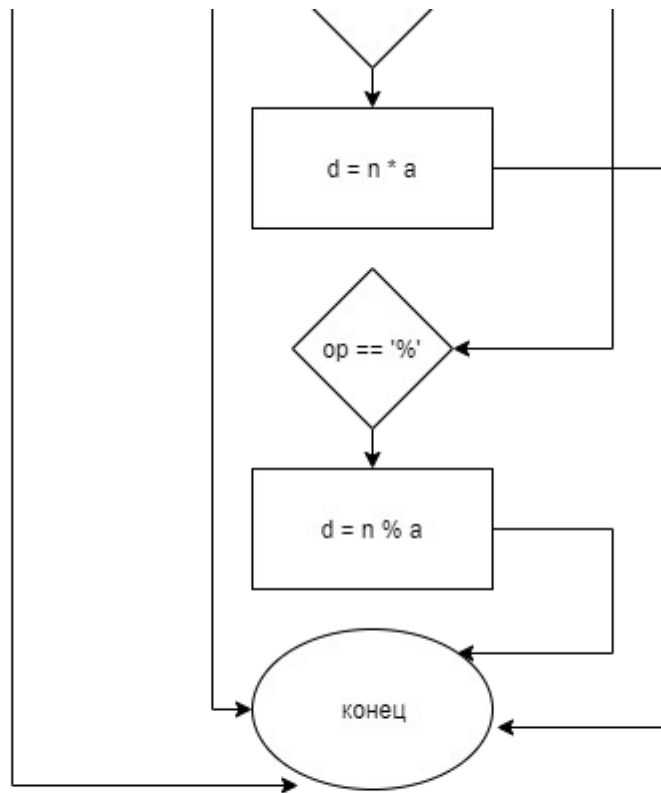 d = n * a
op == '%'
d = n % a
конец